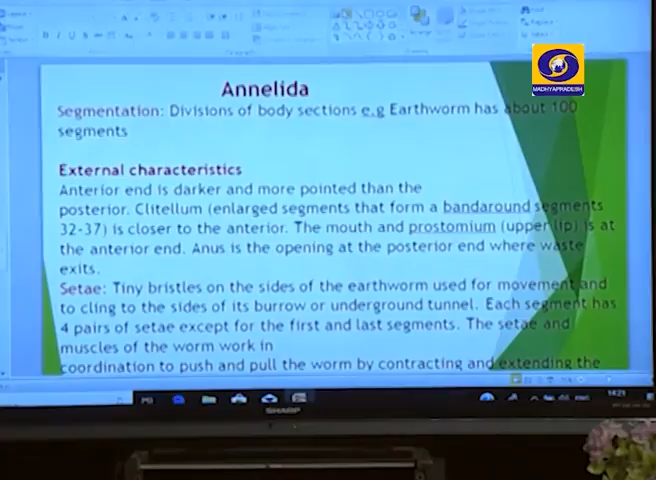 Annelida
Segmentation: Divisions of body sections e.g Earthworm has about 100
segments
External characteristics
Anterior end is darker and more pointed than the
posterior. Clitellum (enlarged segments that form a bandaround segments
32-37) is closer to the anterior. The mouth and prostomium (upper lip) is at
the anterior end. Anus is the opening at the posterior end where waste
exits.
Setae: Tiny bristles on the sides of the earthworm used for movement and
to cling to the sides of its burrow or underground tunnel. Each segment has
4 pairs of setae except for the first and last segments. The setae and
muscles of the worm work in
coordination to push and pull the worm by contracting and extending the
MADHYAPRADESH
14:21
SHARP